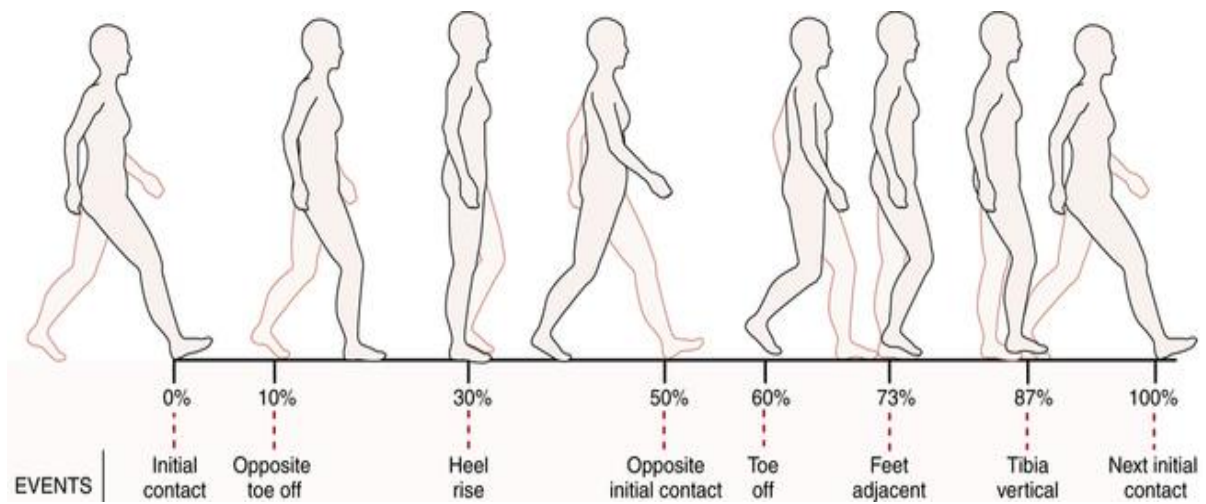 0% 10% 30% 50% 60% 73% 87% 100%
Initial Opposite Heel Opposite Toe Feet Tibia Next initial
EVENTS contact toe off rise initial contact off adjacent vertical contact